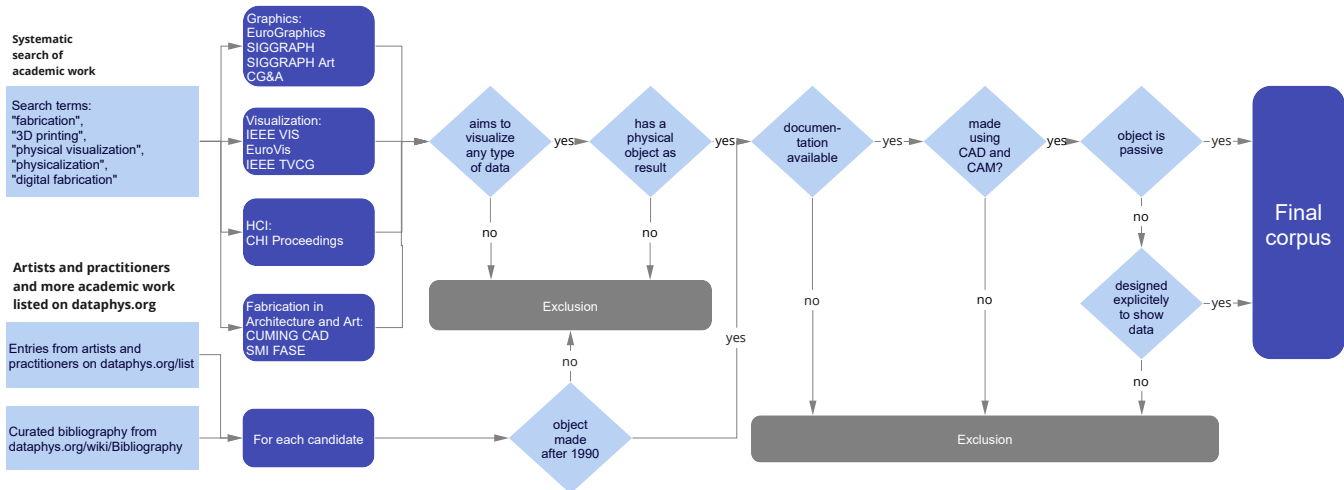 Systematic
search of
academic work
Search terms:
"fabrication",
"3D printing",
"physical visualization",
"physicalization",
"digital fabrication"
Graphics:
EuroGraphics
SIGGRAPH
SIGGRAPH Art
CG&A
Visualization:
IEEE VIS
EuroVis
IEEE TVCG
HCI:
CHI Proceedings
Fabrication in
Architecture and Art:
CUMING CAD
SMI FASE
aims to
visualize
any type
of data
yes
no
has a
physical
object as
result
yes
no
Exclusion
documen-
tation
available
yes
no
made
using
CAD and
CAM?
yes
no
object is
passive
yes
no
designed
explicitely
to show
data
yes
no
Exclusion
Final
corpus
Artists and practitioners
and more academic work
listed on dataphys.org
Entries from artists and
practitioners on dataphys.org/list
Curated bibliography from
dataphys.org/wiki/Bibliography
For each candidate
object
made
after 1990
no
yes